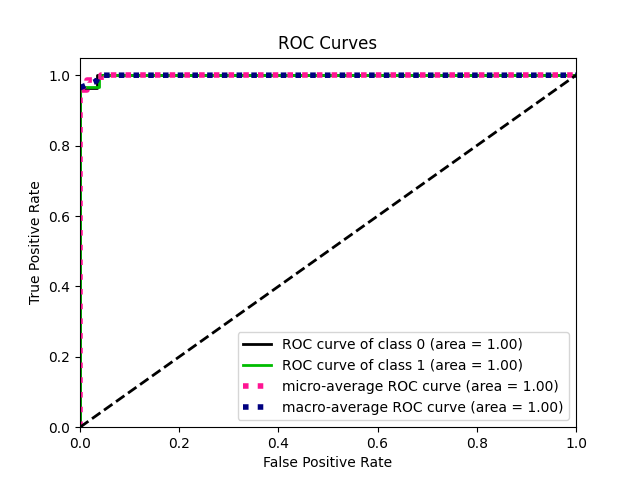 ROC Curves
True Positive Rate
1.0
0.8
0.6
0.4
0.2
0.0
ROC curve of class 0 (area = 1.00)
ROC curve of class 1 (area = 1.00)
micro-average ROC curve (area = 1.00)
macro-average ROC curve (area = 1.00)
0.0 0.2 0.4 0.6 0.8 1.0
False Positive Rate